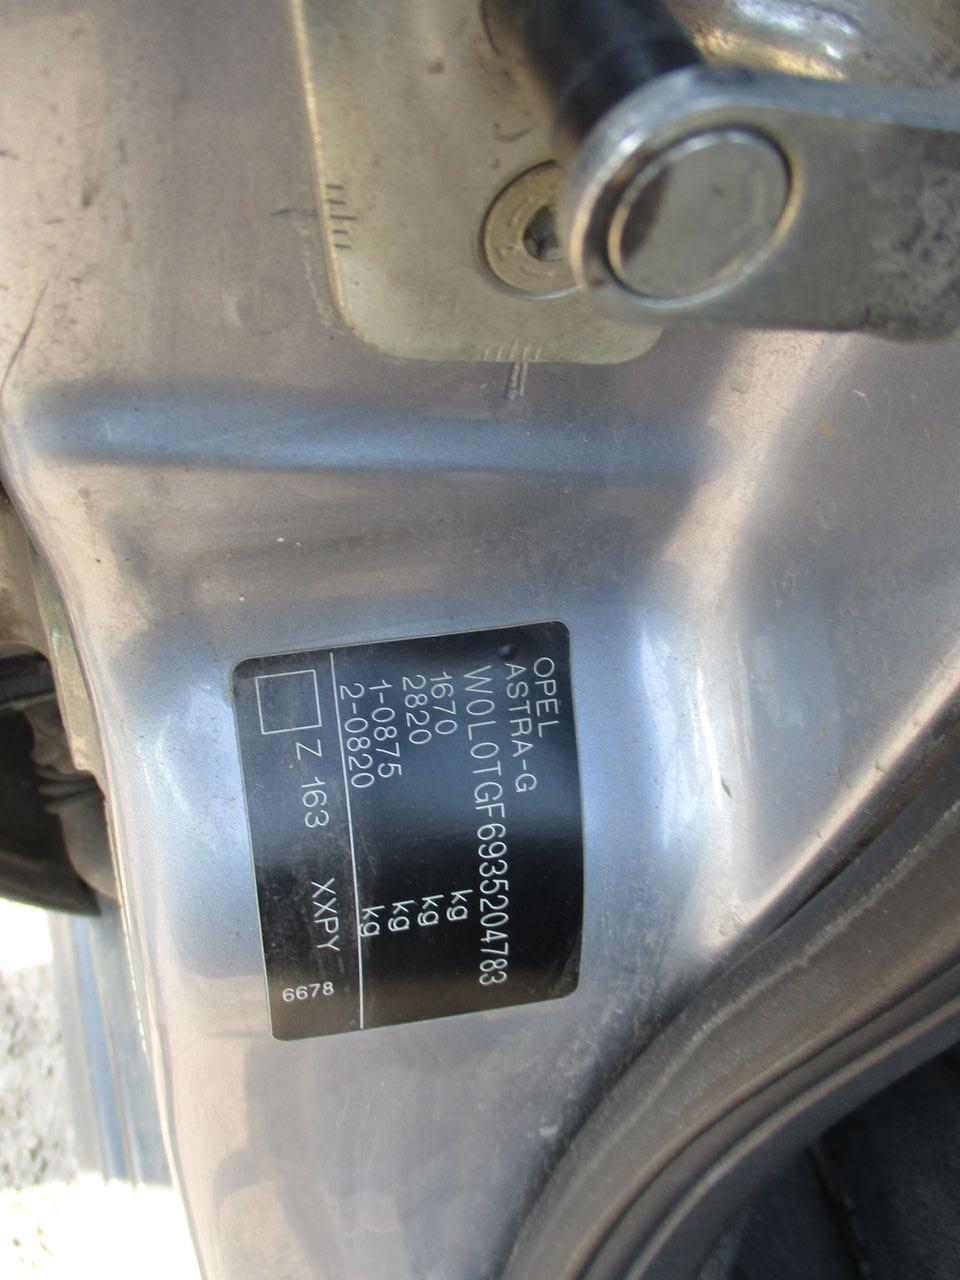 OPEL
ASTRA-G
W0L0TGF6935204783
1670 kg
2820 kg
1-0875 kg
2-0820 kg
Z 163 XXPY 6678